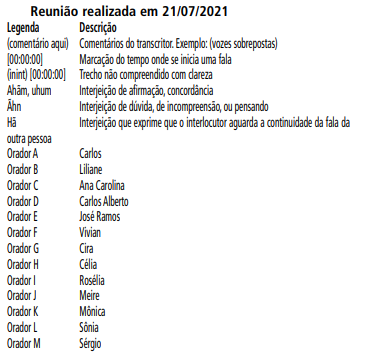 Reunião realizada em 21/07/2021
Legenda Descrição
(comentário aqui) Comentários do transcritor. Exemplo: (vozes sobrepostas)
[00:00:00] Marcação do tempo onde se inicia uma fala
(inint) [00:00:00] Trecho não compreendido com clareza
Ahãm, uhum Interjeição de afirmação, concordância
Ãhn Interjeição de dúvida, de incompreensão, ou pensando
Hã Interjeição que exprime que o interlocutor aguarda a continuidade da fala da
outra pessoa
Orador A Carlos
Orador B Liliane
Orador C Ana Carolina
Orador D Carlos Alberto
Orador E José Ramos
Orador F Vivian
Orador G Cira
Orador H Célia
Orador I Rosélia
Orador J Meire
Orador K Mônica
Orador L Sônia
Orador M Sérgio